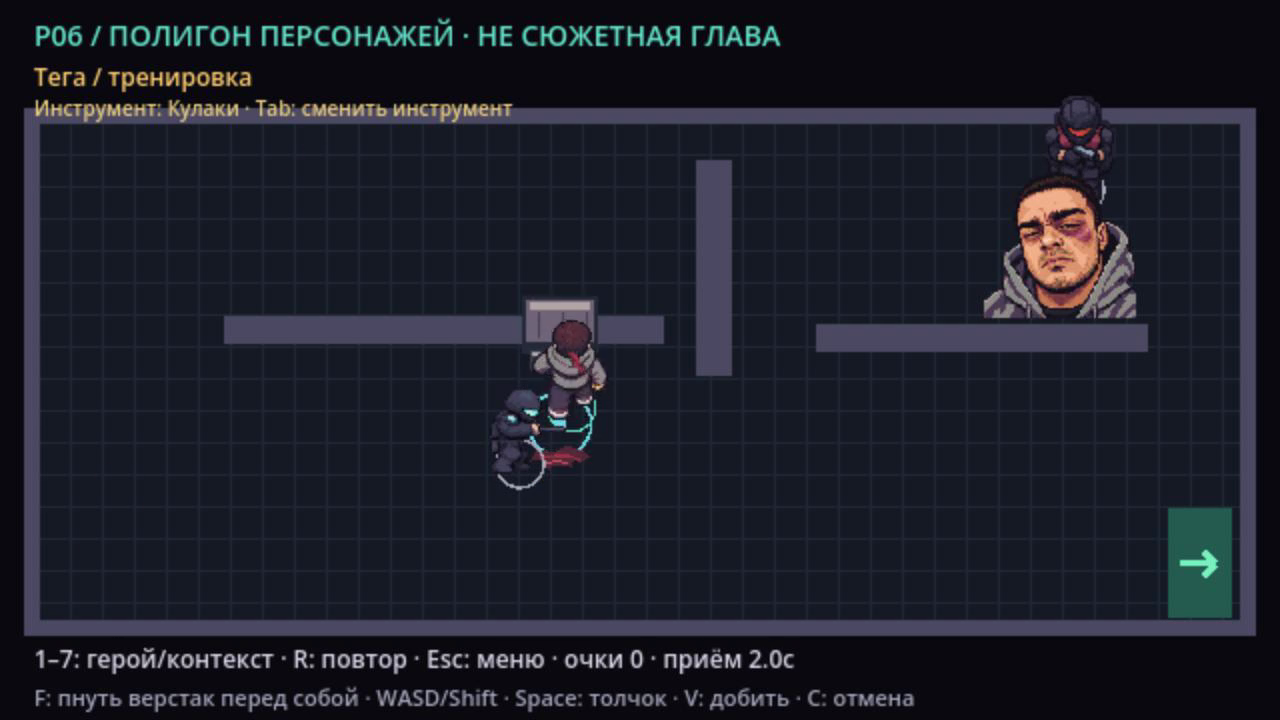 P06 / ПОЛИГОН ПЕРСОНАЖЕЙ · НЕ СЮЖЕТНАЯ ГЛАВА
Тега / тренировка
Инструмент: Кулаки · Tab: сменить инструмент
→
1–7: герой/контекст · R: повтор · Esc: меню · очки 0 · приём 2.0с
F: пнуть верстак перед собой · WASD/Shift · Space: толчок · V: добить · C: отмена